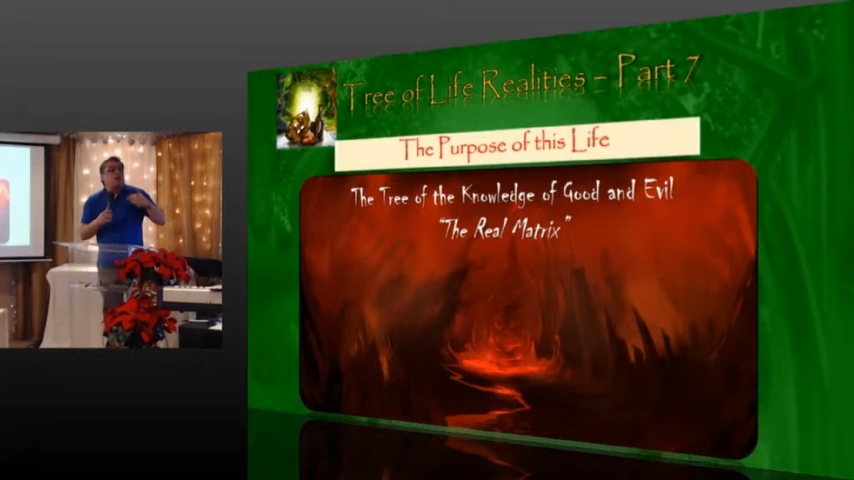 Tree of Life Realities – Part 7
The Purpose of this Life
The Tree of the Knowledge of Good and Evil
"The Real Matrix"